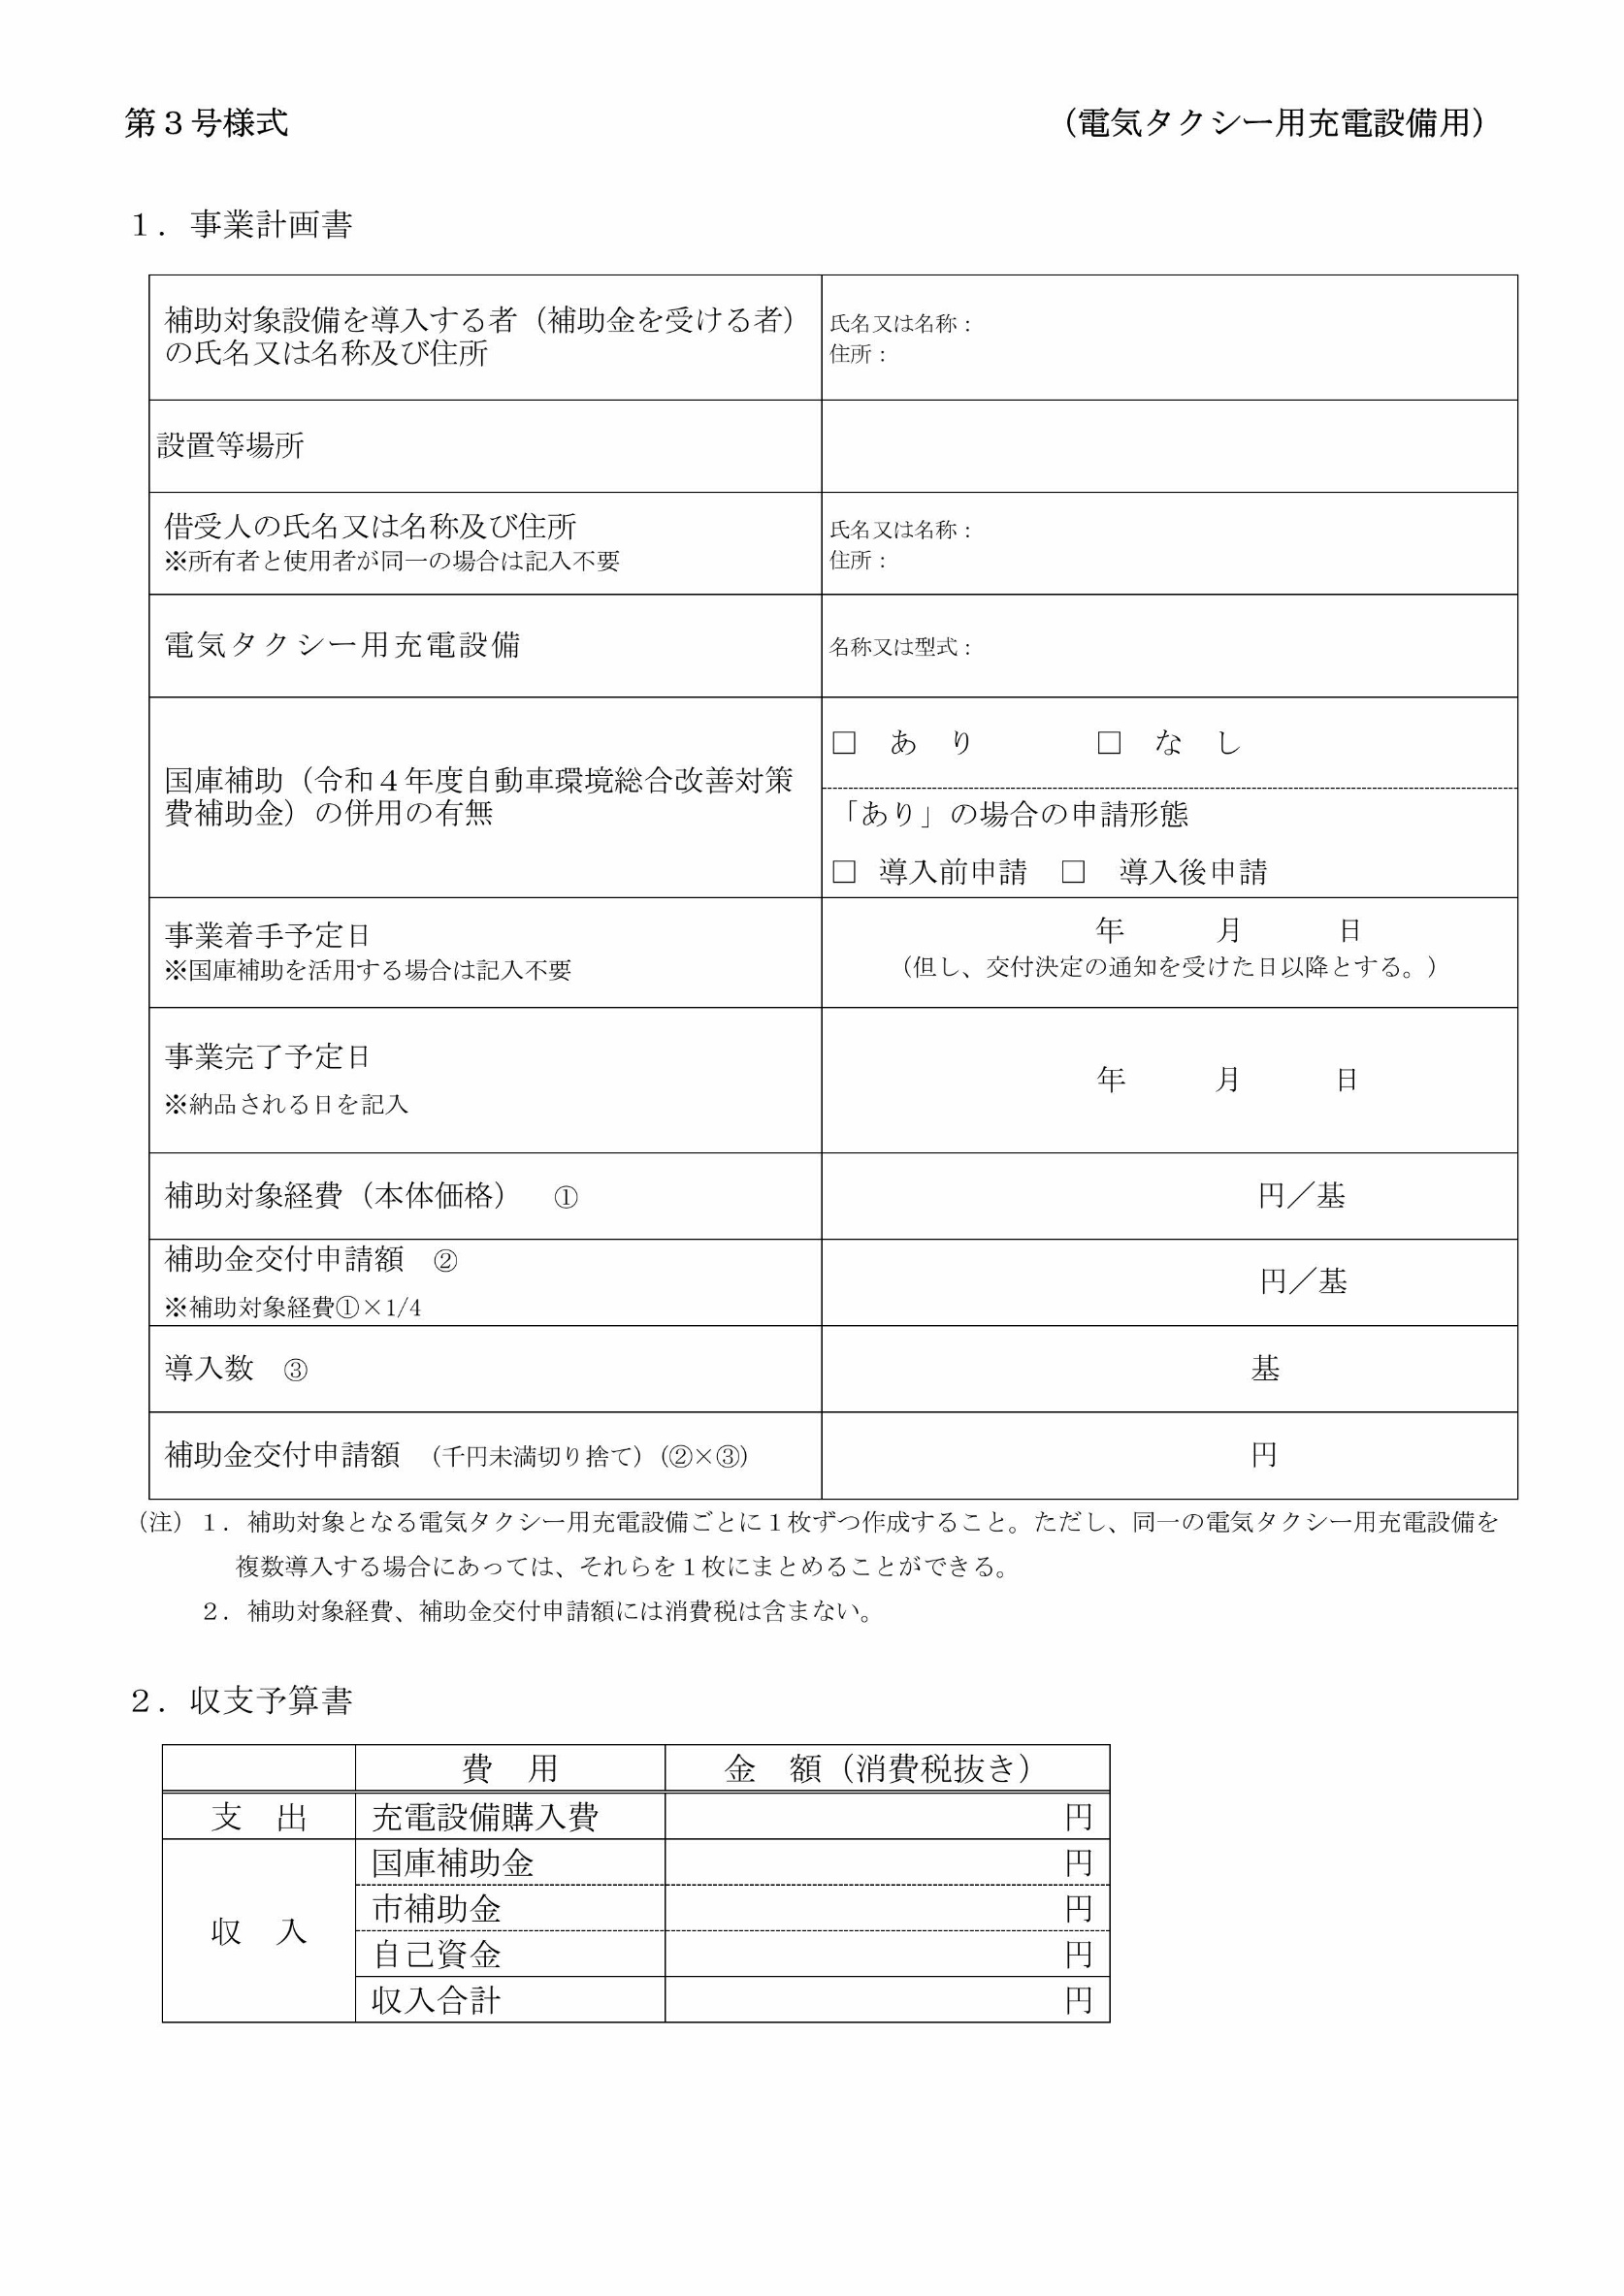 第３号様式　（電気タクシー用充電設備用）
１．事業計画書
補助対象設備を導入する者（補助金を受ける者）
の氏名又は名称及び住所
氏名又は名称：
住所：
設置等場所
借受人の氏名又は名称及び住所
※所有者と使用者が同一の場合は記入不要
氏名又は名称：
住所：
電気タクシー用充電設備
名称又は型式：
国庫補助（令和４年度自動車環境総合改善対策
費補助金）の併用の有無
□　あ　り　　　　□　な　し
「あり」の場合の申請形態
□　導入前申請　□　導入後申請
事業着手予定日
※国庫補助を活用する場合は記入不要
年　　　月　　　日
（但し、交付決定の通知を受けた日以降とする。）
事業完了予定日
※納品される日を記入
年　　　月　　　日
補助対象経費（本体価格）　①
円／基
補助金交付申請額　②
※補助対象経費①×1/4
円／基
導入数　③
基
補助金交付申請額　（千円未満切り捨て）（②×③）
円
（注）１．補助対象となる電気タクシー用充電設備ごとに１枚ずつ作成すること。ただし、同一の電気タクシー用充電設備を
複数導入する場合にあっては、それらを１枚にまとめることができる。
２．補助対象経費、補助金交付申請額には消費税は含まない。
２．収支予算書
費　用　金　額（消費税抜き）
支　出　充電設備購入費　円
収　入
国庫補助金　円
市補助金　円
自己資金　円
収入合計　円